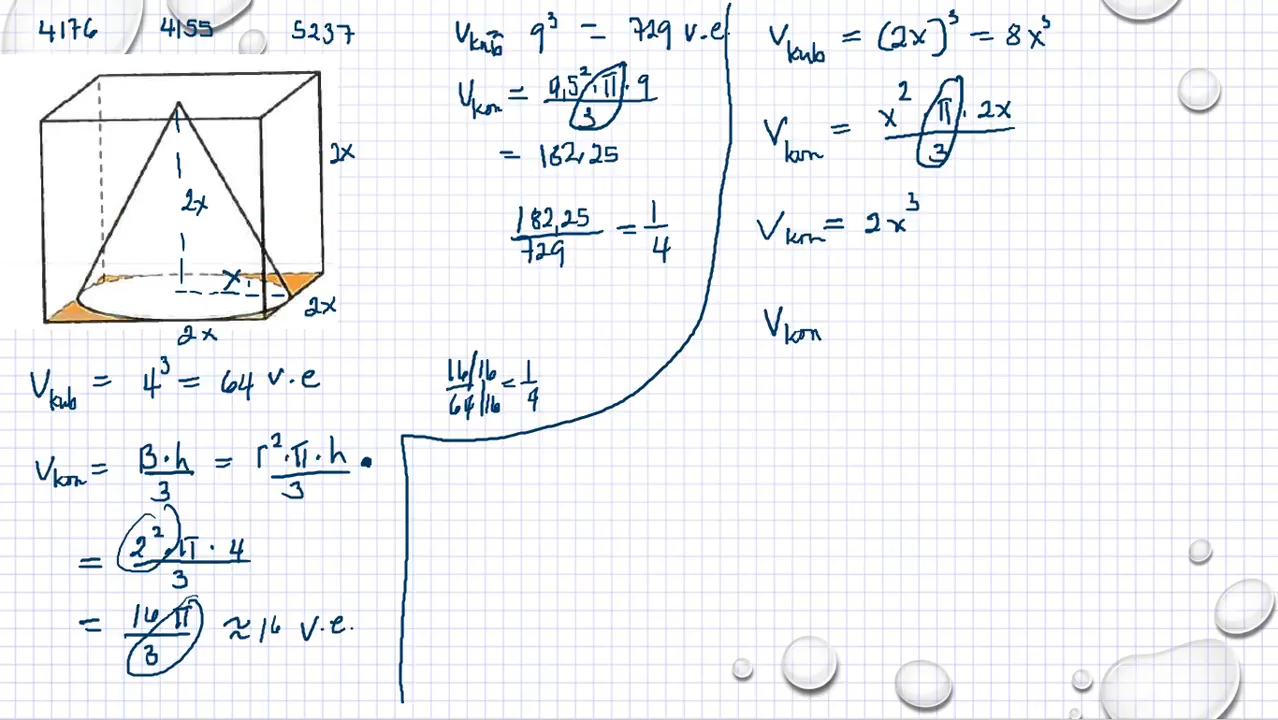 4176 4155 5237
2x
2x
x
2x
2x
V_kub = 4³ = 64 v.e
V_kon = B·h/3 = r²·π·h/3 ·
= 2²·π·4/3
= 16π/3 ≈ 16 v.e.
V_kub = 9³ = 729 v.e
V_kon = 4,5²·π·9/3
= 182,25
182,25/729 = 1/4
16/16 / 64/16 = 1/4
V_kub = (2x)³ = 8x³
V_kon = x² π·2x/3
V_kon = 2x³
V_kon